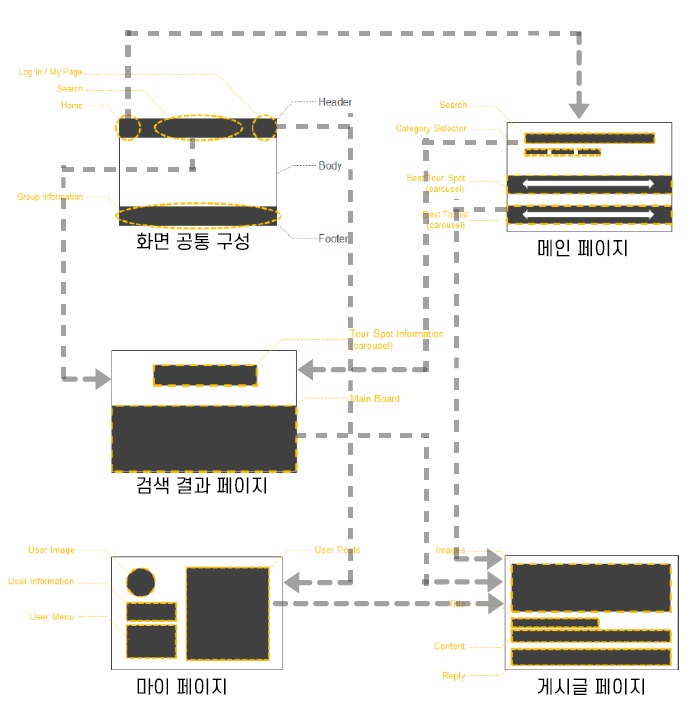 Log In / My Page
Search
Home
Header
Body
Group Information
Footer
화면 공통 구성
Search
Category Selector
Best Tour Spot
(carousel)
Best Tourist
(carousel)
메인 페이지
Tour Spot Information
(carousel)
Main Board
검색 결과 페이지
User Image
User Information
User Menu
User Posts
마이 페이지
Images
Title
Content
Reply
게시글 페이지